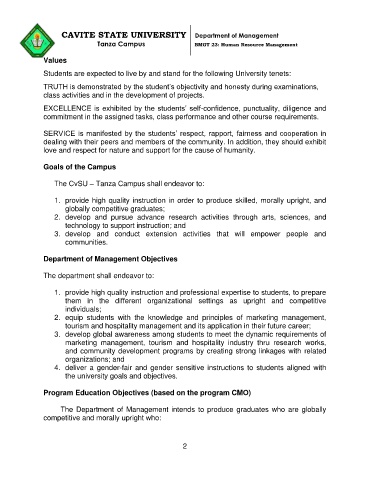 CAVITE STATE UNIVERSITY
Tanza Campus
Department of Management
BMGT 23: Human Resource Management
Values
Students are expected to live by and stand for the following University tenets:
TRUTH is demonstrated by the student's objectivity and honesty during examinations,
class activities and in the development of projects.
EXCELLENCE is exhibited by the students' self-confidence, punctuality, diligence and
commitment in the assigned tasks, class performance and other course requirements.
SERVICE is manifested by the students' respect, rapport, fairness and cooperation in
dealing with their peers and members of the community. In addition, they should exhibit
love and respect for nature and support for the cause of humanity.
Goals of the Campus
The CvSU – Tanza Campus shall endeavor to:
1. provide high quality instruction in order to produce skilled, morally upright, and
globally competitive graduates;
2. develop and pursue advance research activities through arts, sciences, and
technology to support instruction; and
3. develop and conduct extension activities that will empower people and
communities.
Department of Management Objectives
The department shall endeavor to:
1. provide high quality instruction and professional expertise to students, to prepare
them in the different organizational settings as upright and competitive
individuals;
2. equip students with the knowledge and principles of marketing management,
tourism and hospitality management and its application in their future career;
3. develop global awareness among students to meet the dynamic requirements of
marketing management, tourism and hospitality industry thru research works,
and community development programs by creating strong linkages with related
organizations; and
4. deliver a gender-fair and gender sensitive instructions to students aligned with
the university goals and objectives.
Program Education Objectives (based on the program CMO)
The Department of Management intends to produce graduates who are globally
competitive and morally upright who:
2